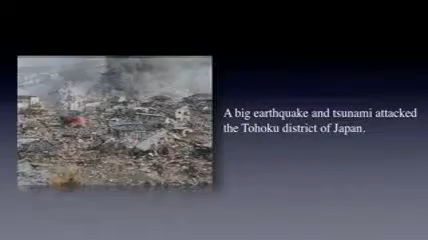 A big earthquake and tsunami attacked
the Tohoku district of Japan.